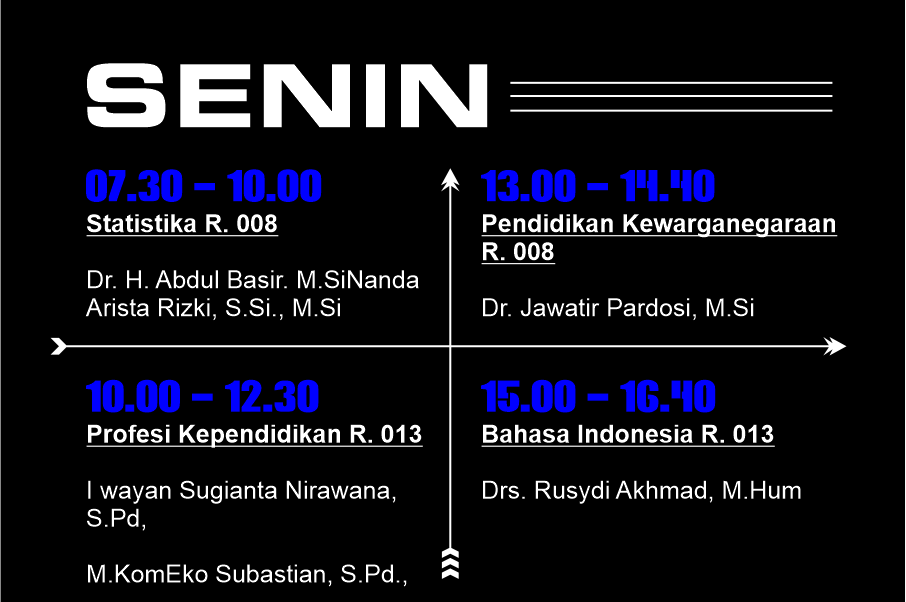 SENIN
07.30 – 10.00
Statistika R. 008
Dr. H. Abdul Basir. M.SiNanda
Arista Rizki, S.Si., M.Si
13.00 – 14.40
Pendidikan Kewarganegaraan
R. 008
Dr. Jawatir Pardosi, M.Si
10.00 – 12.30
Profesi Kependidikan R. 013
I wayan Sugianta Nirawana,
S.Pd,
M.KomEko Subastian, S.Pd.,
15.00 – 16.40
Bahasa Indonesia R. 013
Drs. Rusydi Akhmad, M.Hum